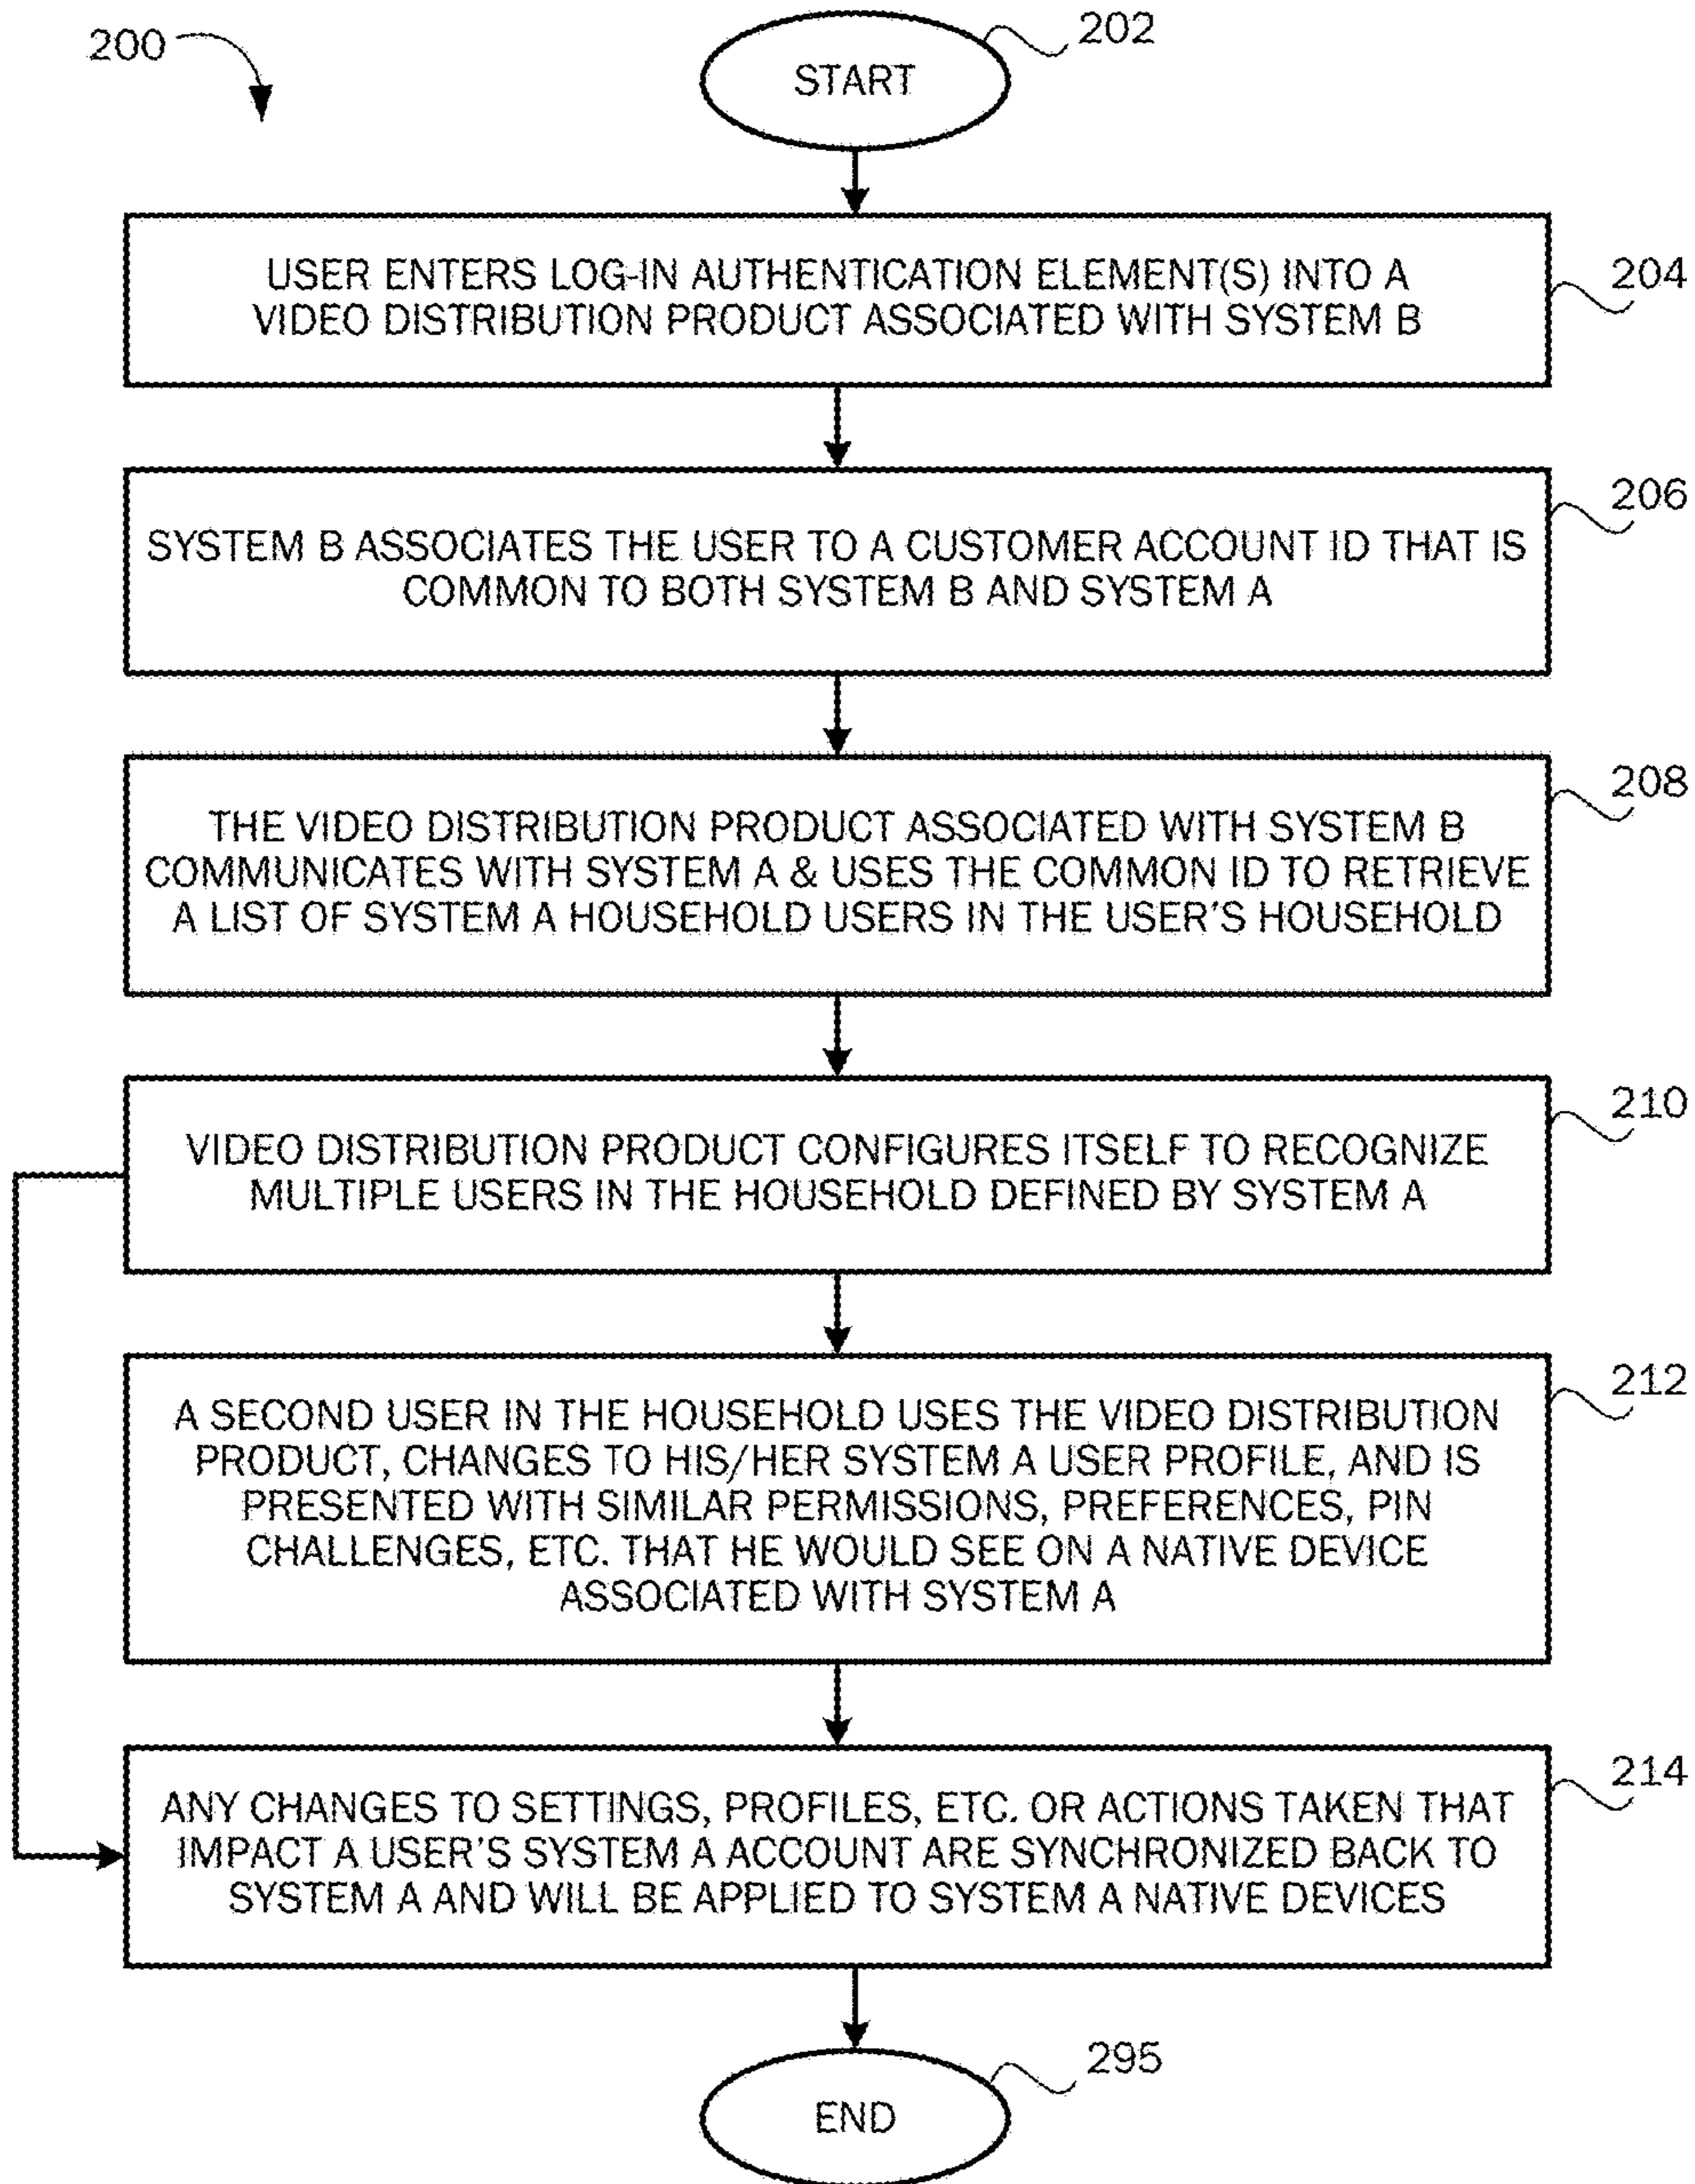 200
202
START
204
USER ENTERS LOG-IN AUTHENTICATION ELEMENT(S) INTO A
VIDEO DISTRIBUTION PRODUCT ASSOCIATED WITH SYSTEM B
206
SYSTEM B ASSOCIATES THE USER TO A CUSTOMER ACCOUNT ID THAT IS
COMMON TO BOTH SYSTEM B AND SYSTEM A
208
THE VIDEO DISTRIBUTION PRODUCT ASSOCIATED WITH SYSTEM B
COMMUNICATES WITH SYSTEM A & USES THE COMMON ID TO RETRIEVE
A LIST OF SYSTEM A HOUSEHOLD USERS IN THE USER'S HOUSEHOLD
210
VIDEO DISTRIBUTION PRODUCT CONFIGURES ITSELF TO RECOGNIZE
MULTIPLE USERS IN THE HOUSEHOLD DEFINED BY SYSTEM A
212
A SECOND USER IN THE HOUSEHOLD USES THE VIDEO DISTRIBUTION
PRODUCT, CHANGES TO HIS/HER SYSTEM A USER PROFILE, AND IS
PRESENTED WITH SIMILAR PERMISSIONS, PREFERENCES, PIN
CHALLENGES, ETC. THAT HE WOULD SEE ON A NATIVE DEVICE
ASSOCIATED WITH SYSTEM A
214
ANY CHANGES TO SETTINGS, PROFILES, ETC. OR ACTIONS TAKEN THAT
IMPACT A USER'S SYSTEM A ACCOUNT ARE SYNCHRONIZED BACK TO
SYSTEM A AND WILL BE APPLIED TO SYSTEM A NATIVE DEVICES
295
END